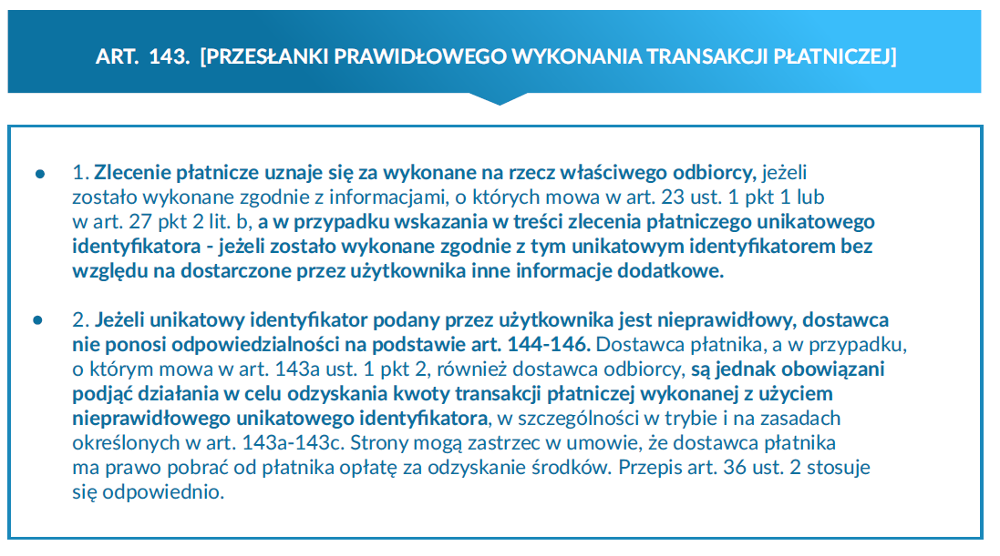 ART. 143. [PRZESŁANKI PRAWIDŁOWEGO WYKONANIA TRANSAKCJI PŁATNICZEJ]
• 1. Zlecenie płatnicze uznaje się za wykonane na rzecz właściwego odbiorcy, jeżeli
zostało wykonane zgodnie z informacjami, o których mowa w art. 23 ust. 1 pkt 1 lub
w art. 27 pkt 2 lit. b, a w przypadku wskazania w treści zlecenia płatniczego unikatowego
identyfikatora - jeżeli zostało wykonane zgodnie z tym unikatowym identyfikatorem bez
względu na dostarczone przez użytkownika inne informacje dodatkowe.
• 2. Jeżeli unikatowy identyfikator podany przez użytkownika jest nieprawidłowy, dostawca
nie ponosi odpowiedzialności na podstawie art. 144-146. Dostawca płatnika, a w przypadku,
o którym mowa w art. 143a ust. 1 pkt 2, również dostawca odbiorcy, są jednak obowiązani
podjąć działania w celu odzyskania kwoty transakcji płatniczej wykonanej z użyciem
nieprawidłowego unikatowego identyfikatora, w szczególności w trybie i na zasadach
określonych w art. 143a-143c. Strony mogą zastrzec w umowie, że dostawca płatnika
ma prawo pobrać od płatnika opłatę za odzyskanie środków. Przepis art. 36 ust. 2 stosuje
się odpowiednio.